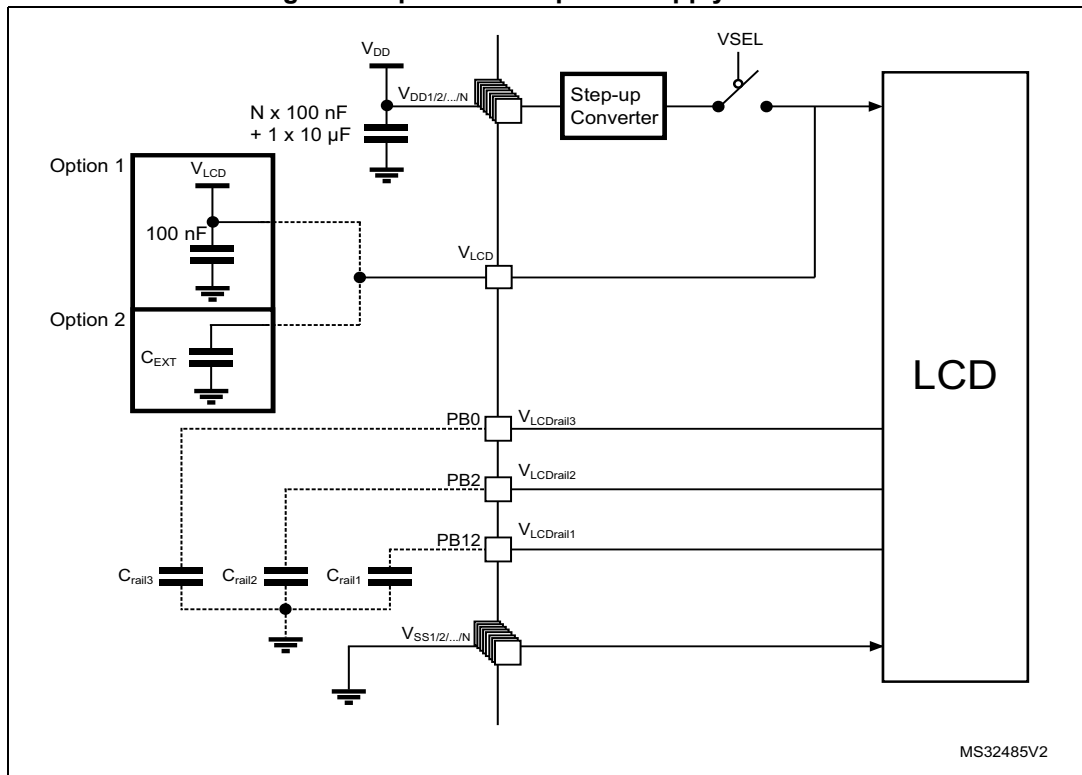 VDD
VSEL
VDD1/2/.../N
Step-up
Converter
N x 100 nF
+ 1 x 10 µF
Option 1
VLCD
100 nF
VLCD
Option 2
CEXT
LCD
PB0
VLCDrail3
PB2
VLCDrail2
PB12
VLCDrail1
Crail3
Crail2
Crail1
VSS1/2/.../N
MS32485V2